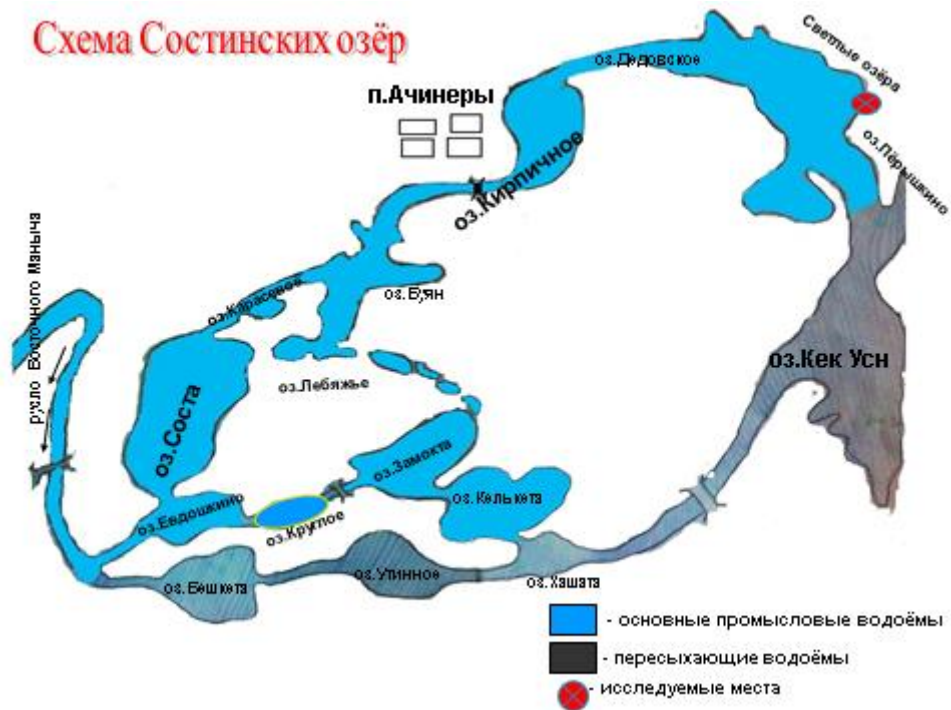 Схема Состинских озёр
Светлые озёра
оз.Дедовское
п.Ачинеры
оз.Пёрышкино
оз.Кирпичное
оз.Буян
оз.Карасевое
русло Восточного Маныча
оз.Кек Усн
оз.Лебяжье
оз.Соста
оз.Замокта
оз.Келькета
оз.Евдошкино
оз.Круглое
оз.Бешкета
оз.Утинное
оз.Хашата
- основные промысловые водоёмы
- пересыхающие водоёмы
- исследуемые места